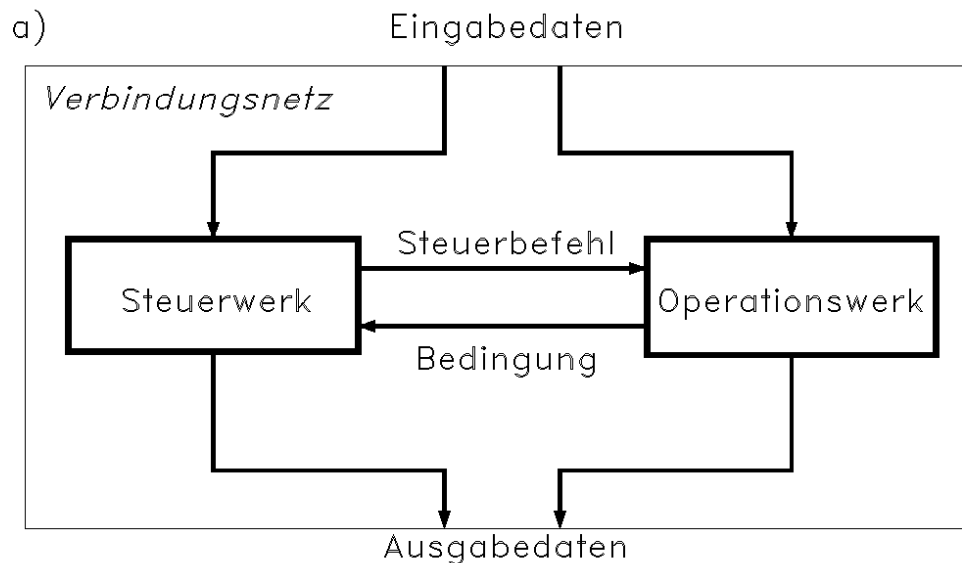 a)
Eingabedaten
Verbindungsnetz
Steuerbefehl
Steuerwerk
Operationswerk
Bedingung
Ausgabedaten